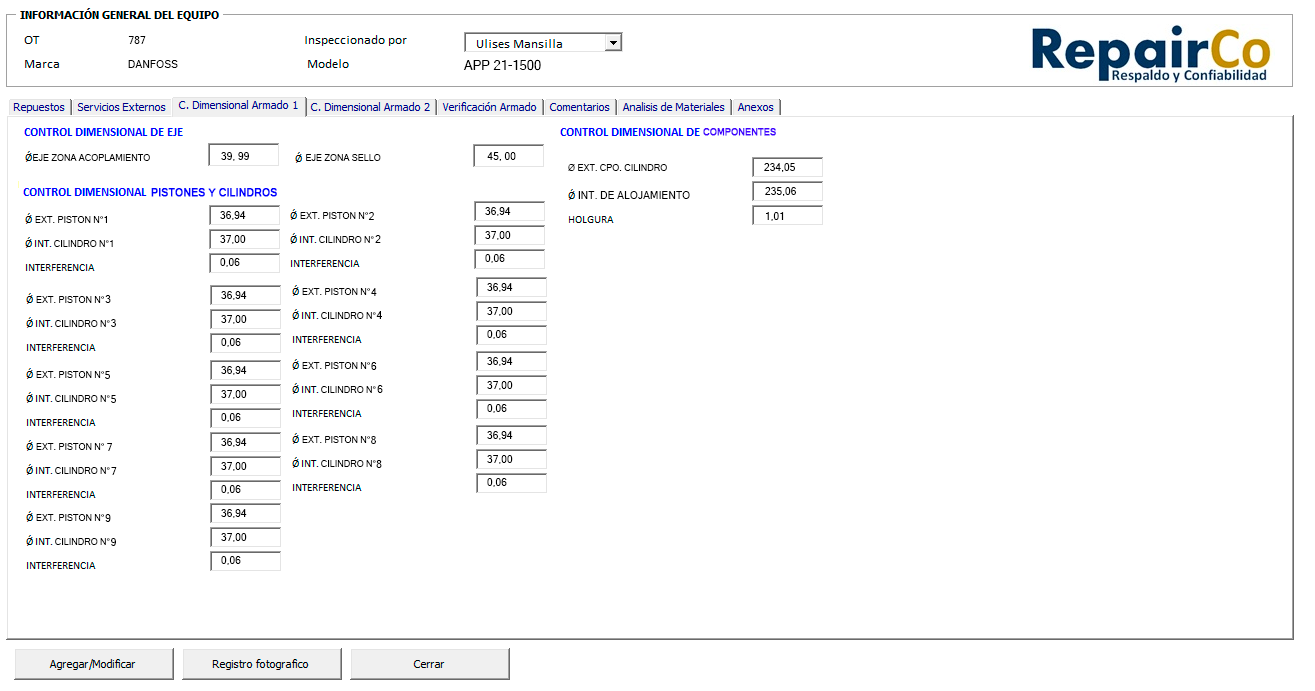 INFORMACIÓN GENERAL DEL EQUIPO
OT 787 Inspeccionado por Ulises Mansilla
Marca DANFOSS Modelo APP 21-1500
RepairCo
Respaldo y Confiabilidad
Repuestos Servicios Externos C. Dimensional Armado 1 C. Dimensional Armado 2 Verificación Armado Comentarios Analisis de Materiales Anexos
CONTROL DIMENSIONAL DE EJE
ǾEJE ZONA ACOPLAMIENTO 39, 99 Ǿ EJE ZONA SELLO 45, 00
CONTROL DIMENSIONAL PISTONES Y CILINDROS
Ǿ EXT. PISTON N°1 36,94 Ǿ EXT. PISTON N°2 36,94
Ǿ INT. CILINDRO N°1 37,00 Ǿ INT. CILINDRO N°2 37,00
INTERFERENCIA 0,06 INTERFERENCIA 0,06
Ǿ EXT. PISTON N°3 36,94 Ǿ EXT. PISTON N°4 36,94
Ǿ INT. CILINDRO N°3 37,00 Ǿ INT. CILINDRO N°4 37,00
INTERFERENCIA 0,06 INTERFERENCIA 0,06
Ǿ EXT. PISTON N°5 36,94 Ǿ EXT. PISTON N°6 36,94
Ǿ INT. CILINDRO N°5 37,00 Ǿ INT. CILINDRO N°6 37,00
INTERFERENCIA 0,06 INTERFERENCIA 0,06
Ǿ EXT. PISTON N° 7 36,94 Ǿ EXT. PISTON N°8 36,94
Ǿ INT. CILINDRO N°7 37,00 Ǿ INT. CILINDRO N°8 37,00
INTERFERENCIA 0,06 INTERFERENCIA 0,06
Ǿ EXT. PISTON N°9 36,94
Ǿ INT. CILINDRO N°9 37,00
INTERFERENCIA 0,06
CONTROL DIMENSIONAL DE COMPONENTES
Ø EXT. CPO. CILINDRO 234,05
Ǿ INT. DE ALOJAMIENTO 235,06
HOLGURA 1,01
Agregar/Modificar Registro fotografico Cerrar